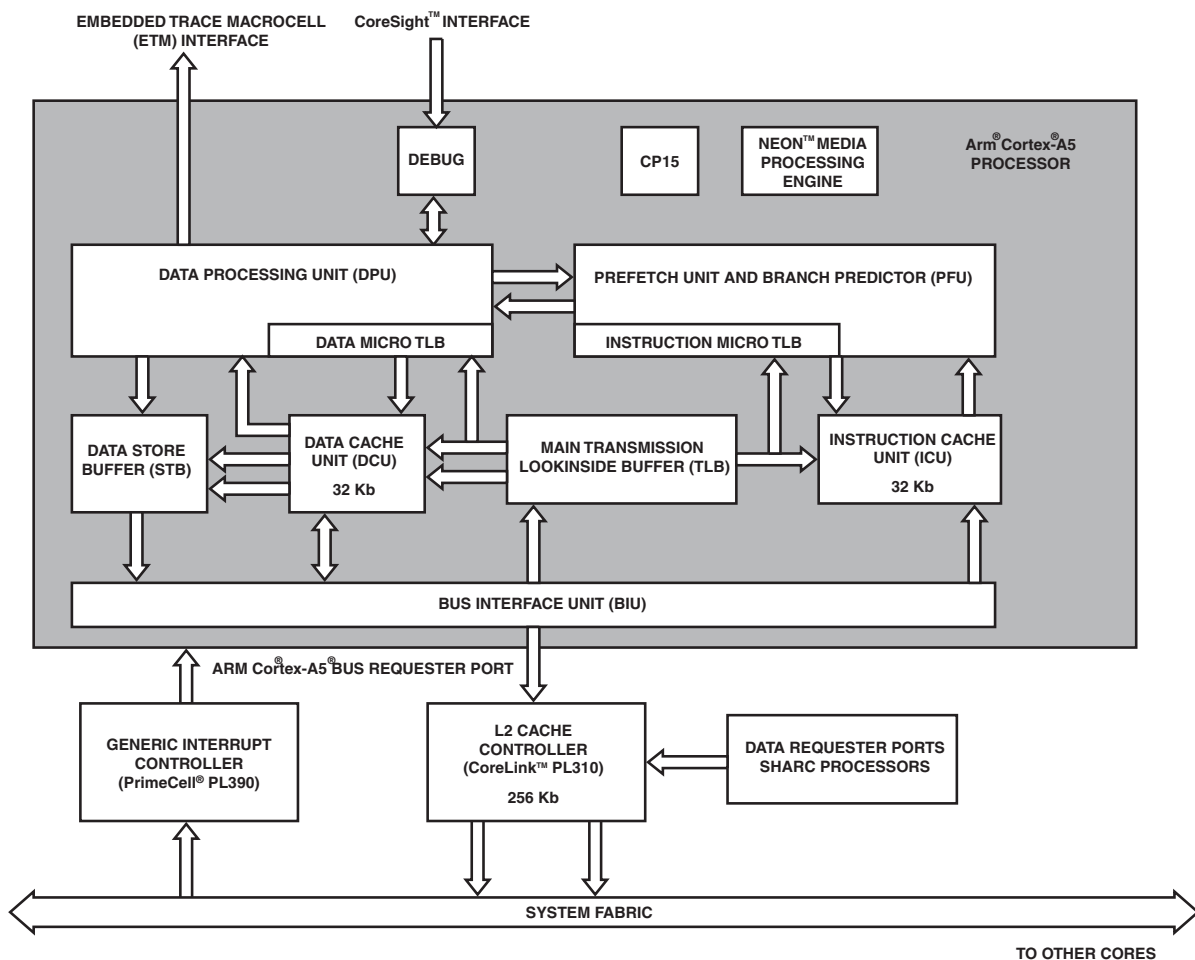 EMBEDDED TRACE MACROCELL
(ETM) INTERFACE
CoreSight™ INTERFACE
DEBUG
CP15
NEON™ MEDIA
PROCESSING
ENGINE
Arm® Cortex®-A5
PROCESSOR
DATA PROCESSING UNIT (DPU)
PREFETCH UNIT AND BRANCH PREDICTOR (PFU)
DATA MICRO TLB
INSTRUCTION MICRO TLB
DATA STORE
BUFFER (STB)
DATA CACHE
UNIT (DCU)
32 Kb
MAIN TRANSMISSION
LOOKINSIDE BUFFER (TLB)
INSTRUCTION CACHE
UNIT (ICU)
32 Kb
BUS INTERFACE UNIT (BIU)
ARM Cortex®-A5® BUS REQUESTER PORT
GENERIC INTERRUPT
CONTROLLER
(PrimeCell® PL390)
L2 CACHE
CONTROLLER
(CoreLink™ PL310)
256 Kb
DATA REQUESTER PORTS
SHARC PROCESSORS
SYSTEM FABRIC
TO OTHER CORES